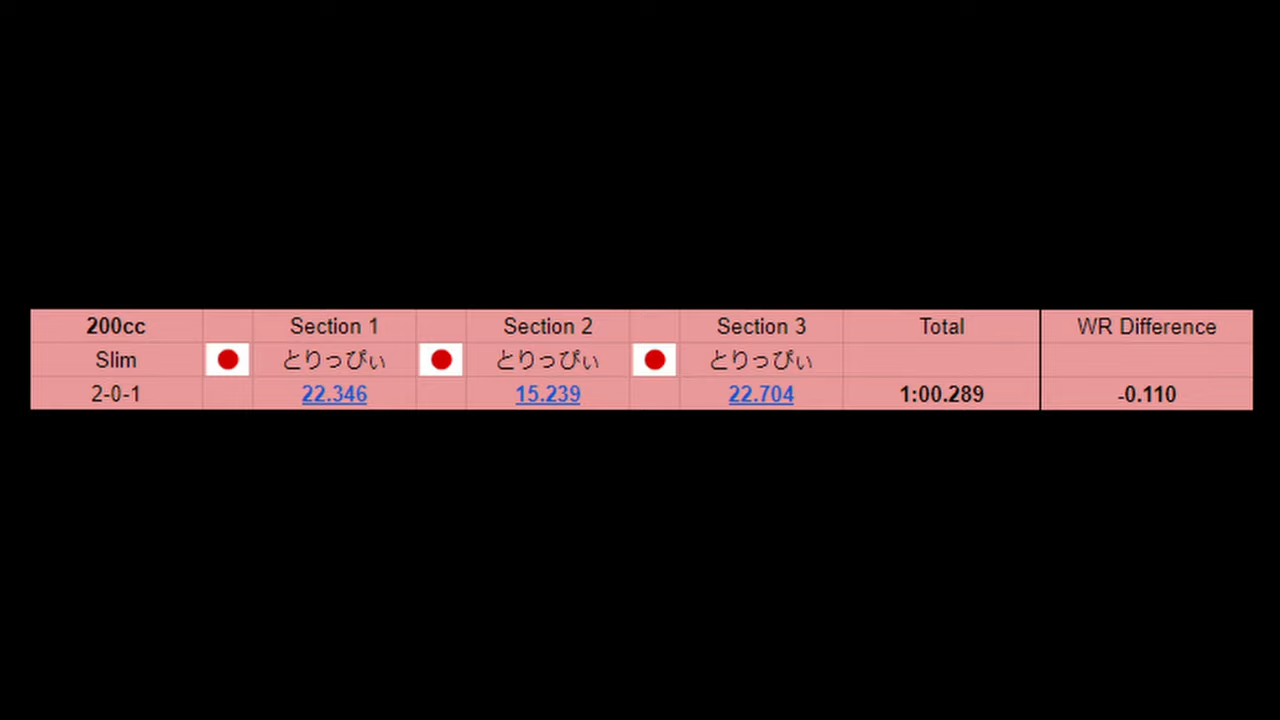 200cc Section 1 Section 2 Section 3 Total WR Difference
Slim とりっぴぃ とりっぴぃ とりっぴぃ
2-0-1 22.346 15.239 22.704 1:00.289 -0.110